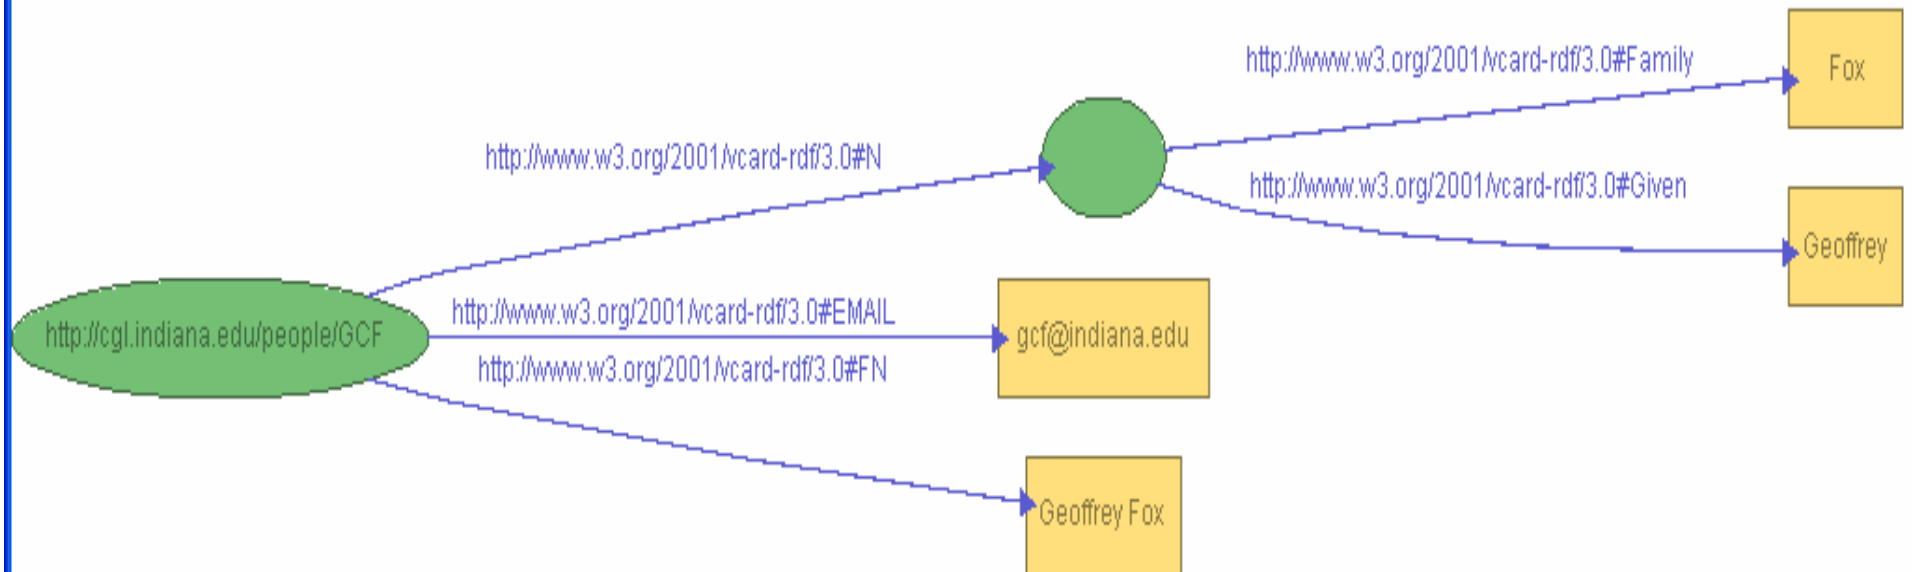 http://www.w3.org/2001/vcard-rdf/3.0#Family
Fox
http://www.w3.org/2001/vcard-rdf/3.0#N
http://www.w3.org/2001/vcard-rdf/3.0#Given
Geoffrey
http://cgl.indiana.edu/people/GCF
http://www.w3.org/2001/vcard-rdf/3.0#EMAIL
gcf@indiana.edu
http://www.w3.org/2001/vcard-rdf/3.0#FN
Geoffrey Fox